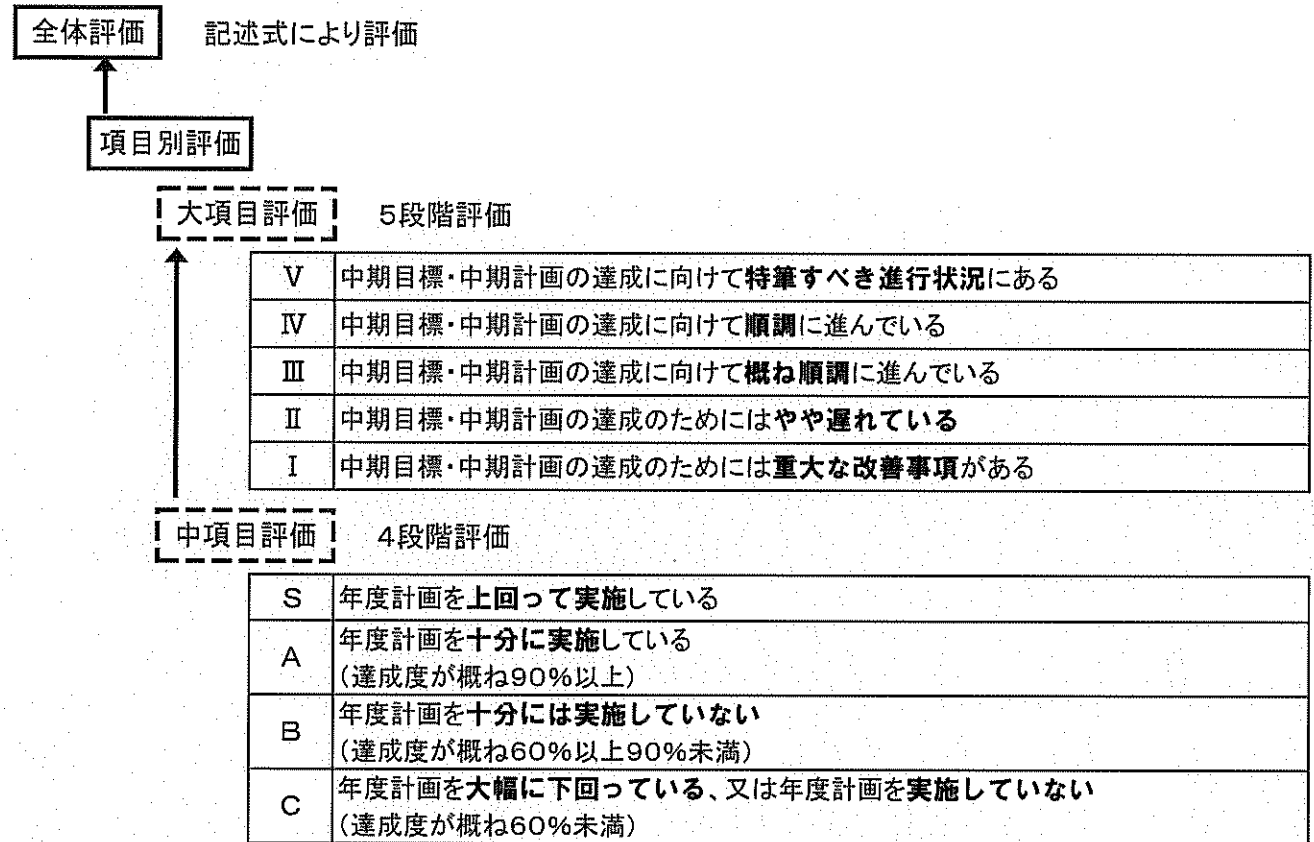 全体評価 記述式により評価
項目別評価
大項目評価 5段階評価
Ⅴ 中期目標・中期計画の達成に向けて特筆すべき進行状況にある
Ⅳ 中期目標・中期計画の達成に向けて順調に進んでいる
Ⅲ 中期目標・中期計画の達成に向けて概ね順調に進んでいる
Ⅱ 中期目標・中期計画の達成のためにはやや遅れている
Ⅰ 中期目標・中期計画の達成のためには重大な改善事項がある
中項目評価 4段階評価
S 年度計画を上回って実施している
A 年度計画を十分に実施している
(達成度が概ね90%以上)
B 年度計画を十分には実施していない
(達成度が概ね60%以上90%未満)
C 年度計画を大幅に下回っている、又は年度計画を実施していない
(達成度が概ね60%未満)